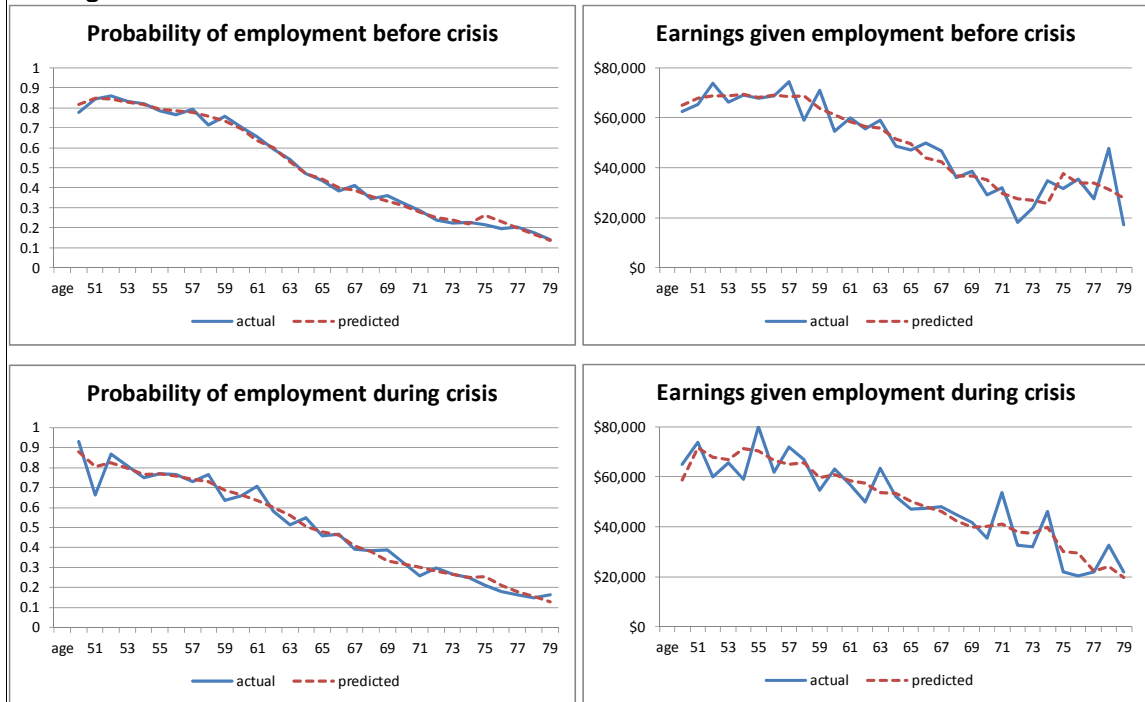 Probability of employment before crisis
1
0.9
0.8
0.7
0.6
0.5
0.4
0.3
0.2
0.1
0
age 51 53 55 57 59 61 63 65 67 69 71 73 75 77 79
actual predicted
Earnings given employment before crisis
$80,000
$60,000
$40,000
$20,000
$0
age 51 53 55 57 59 61 63 65 67 69 71 73 75 77 79
actual predicted
Probability of employment during crisis
1
0.9
0.8
0.7
0.6
0.5
0.4
0.3
0.2
0.1
0
age 51 53 55 57 59 61 63 65 67 69 71 73 75 77 79
actual predicted
Earnings given employment during crisis
$80,000
$60,000
$40,000
$20,000
$0
age 51 53 55 57 59 61 63 65 67 69 71 73 75 77 79
actual predicted